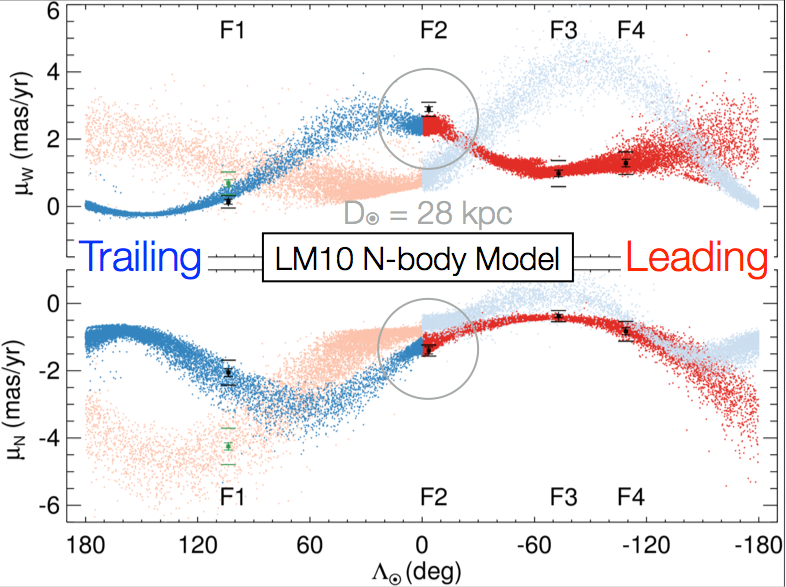 F1 F2 F3 F4
6
4
2
0
μW (mas/yr)
D☉ = 28 kpc
Trailing LM10 N-body Model Leading
0
-2
-4
-6
μN (mas/yr)
F1 F2 F3 F4
180 120 60 0 -60 -120 -180
Λ☉ (deg)